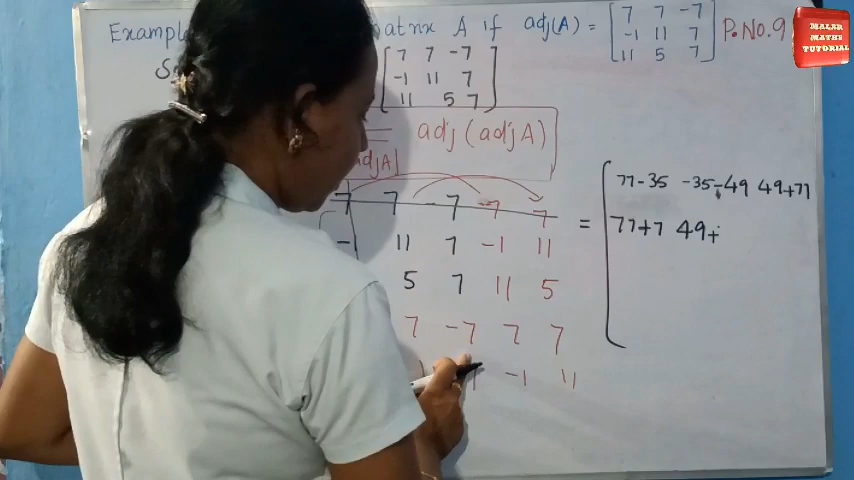 Example atrix A if adj(A) = [7 7 -7 P.No.9
-1 11 7
11 5 7]
MALAR MATHS TUTORIAL
S [7 7 -7
-1 11 7
11 5 7]
adj (adj A)
adjA|
7 7 -7 -7 7
-1 11 7 -1 11
5 7 11 5
7 -7 7 7
-1 11
= [77-35 -35-49 49+77
77+7 49+